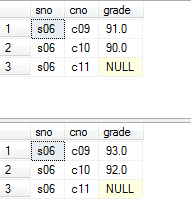 sno cno grade
1 s06 c09 91.0
2 s06 c10 90.0
3 s06 c11 NULL
sno cno grade
1 s06 c09 93.0
2 s06 c10 92.0
3 s06 c11 NULL